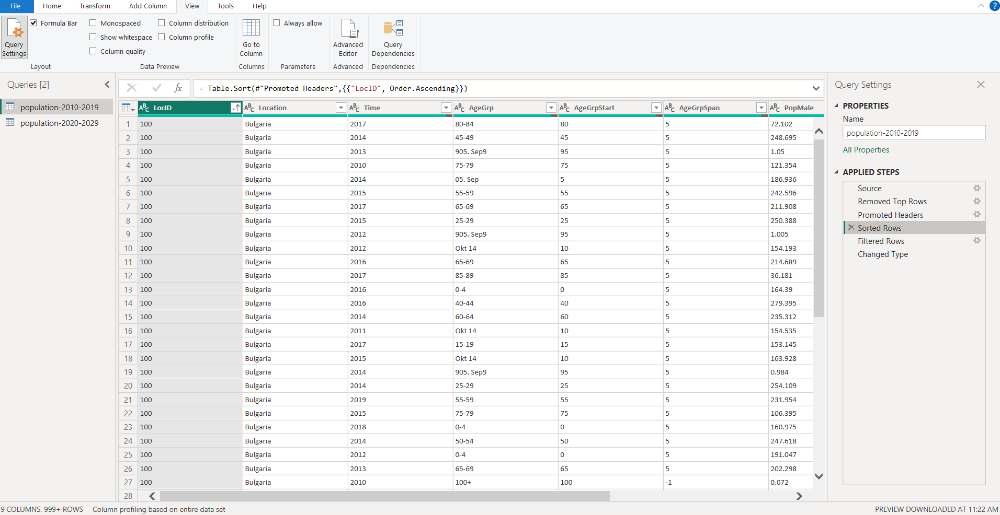 File Home Transform Add Column View Tools Help ?
Formula Bar Monospaced Column distribution Always allow
Show whitespace Column profile
Query Settings Column quality Go to Column Advanced Editor Query Dependencies
Layout Data Preview Columns Parameters Advanced Dependencies
Queries [2]
population-2010-2019
population-2020-2029
fx = Table.Sort(#"Promoted Headers",{{"LocID", Order.Ascending}})
ABC LocID ABC Location ABC Time ABC AgeGrp ABC AgeGrpStart ABC AgeGrpSpan ABC PopMale
1 100 Bulgaria 2017 80-84 80 5 72.102
2 100 Bulgaria 2014 45-49 45 5 248.695
3 100 Bulgaria 2013 905. Sep9 95 5 1.05
4 100 Bulgaria 2010 75-79 75 5 121.354
5 100 Bulgaria 2014 05. Sep 5 5 186.936
6 100 Bulgaria 2015 55-59 55 5 242.596
7 100 Bulgaria 2017 65-69 65 5 211.908
8 100 Bulgaria 2015 25-29 25 5 250.388
9 100 Bulgaria 2012 905. Sep9 95 5 1.005
10 100 Bulgaria 2012 Okt 14 10 5 154.193
11 100 Bulgaria 2016 65-69 65 5 214.689
12 100 Bulgaria 2017 85-89 85 5 36.181
13 100 Bulgaria 2016 0-4 0 5 164.39
14 100 Bulgaria 2016 40-44 40 5 279.395
15 100 Bulgaria 2014 60-64 60 5 235.312
16 100 Bulgaria 2011 Okt 14 10 5 154.535
17 100 Bulgaria 2017 15-19 15 5 153.145
18 100 Bulgaria 2015 Okt 14 10 5 163.928
19 100 Bulgaria 2014 905. Sep9 95 5 0.984
20 100 Bulgaria 2014 25-29 25 5 254.109
21 100 Bulgaria 2019 55-59 55 5 231.954
22 100 Bulgaria 2015 75-79 75 5 106.395
23 100 Bulgaria 2018 0-4 0 5 160.975
24 100 Bulgaria 2014 50-54 50 5 247.618
25 100 Bulgaria 2012 0-4 0 5 191.047
26 100 Bulgaria 2013 65-69 65 5 202.298
27 100 Bulgaria 2010 100+ 100 -1 0.072
28
Query Settings
PROPERTIES
Name
population-2010-2019
All Properties
APPLIED STEPS
Source
Removed Top Rows
Promoted Headers
Sorted Rows
Filtered Rows
Changed Type
9 COLUMNS, 999+ ROWS Column profiling based on entire data set PREVIEW DOWNLOADED AT 11:22 AM